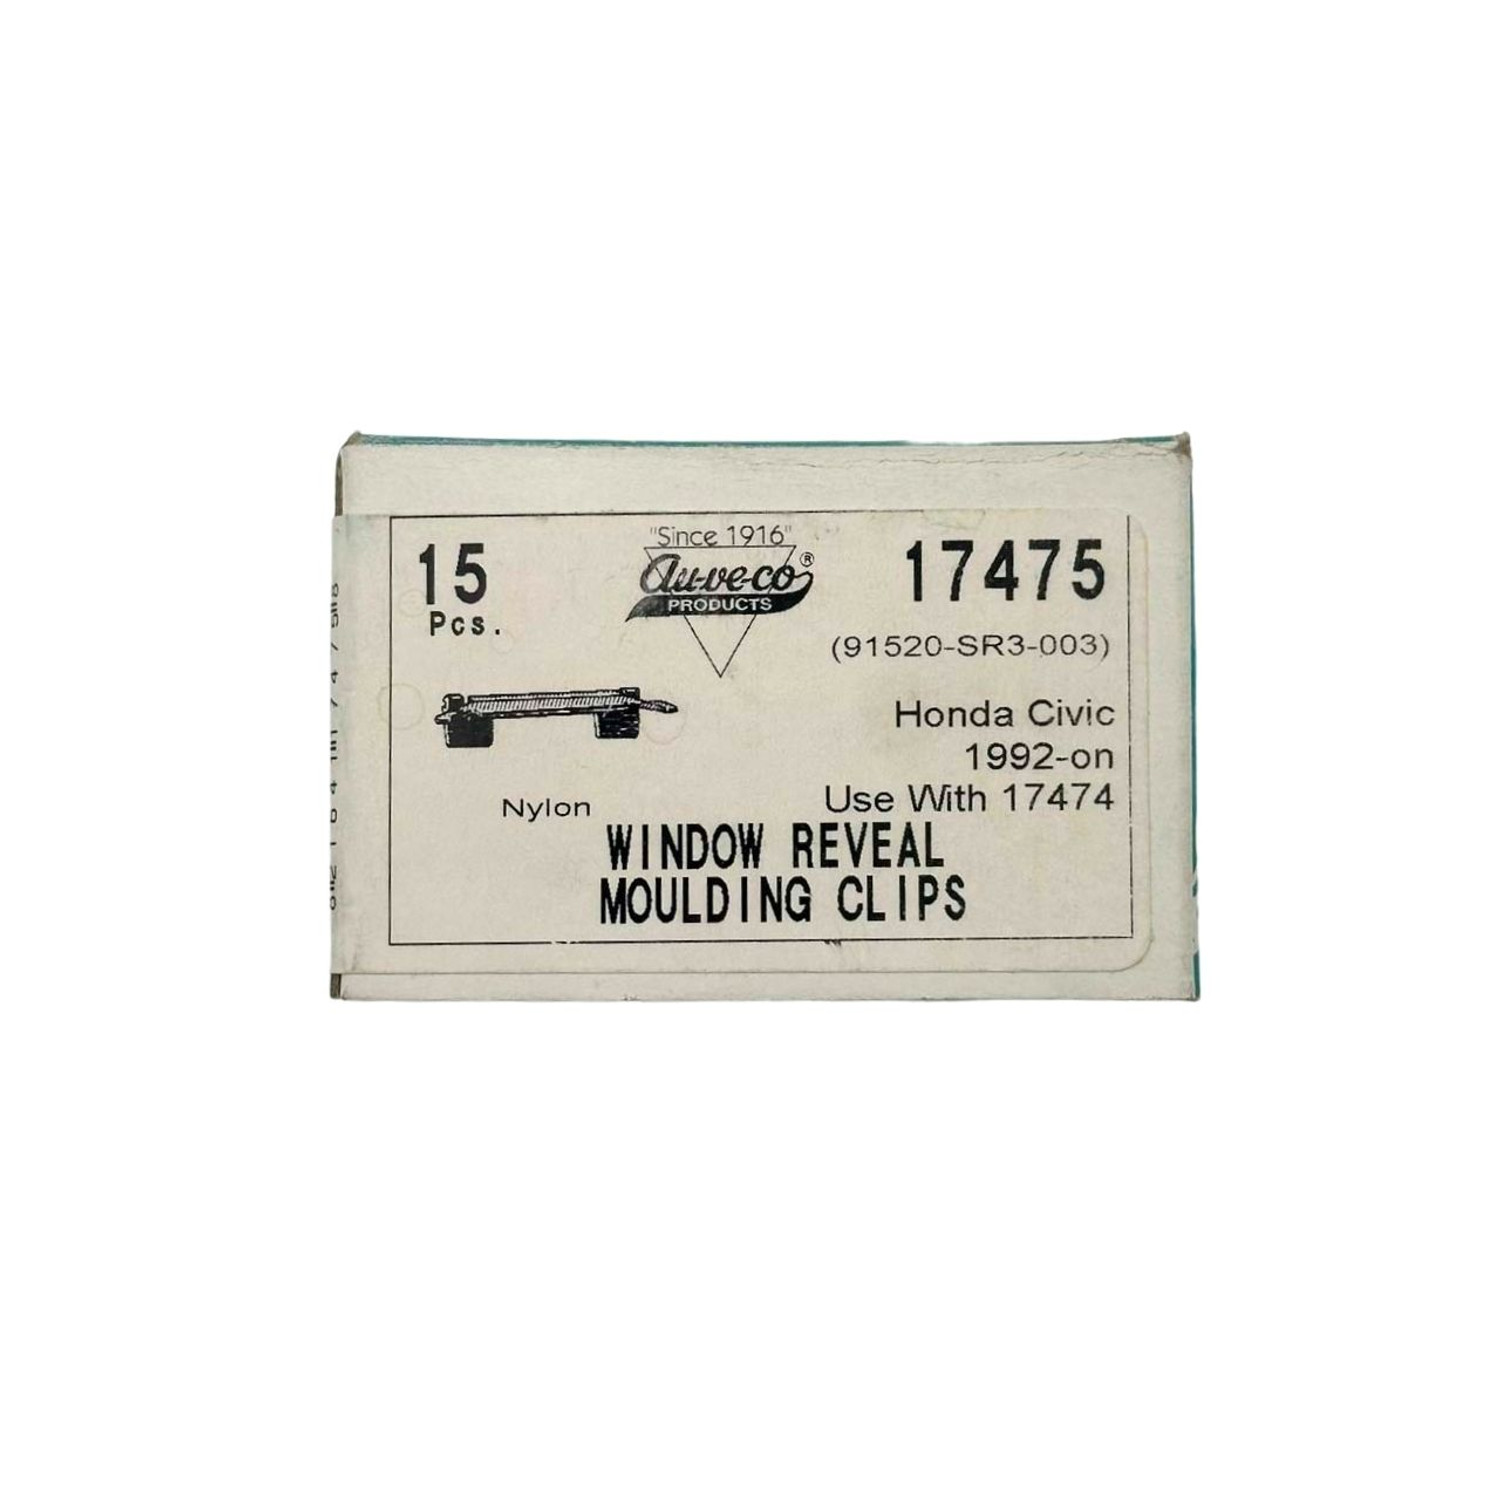 15
Pcs.
"Since 1916"
Au-ve-co®
PRODUCTS
17475
(91520-SR3-003)
Honda Civic
1992-on
Use With 17474
Nylon
WINDOW REVEAL
MOULDING CLIPS